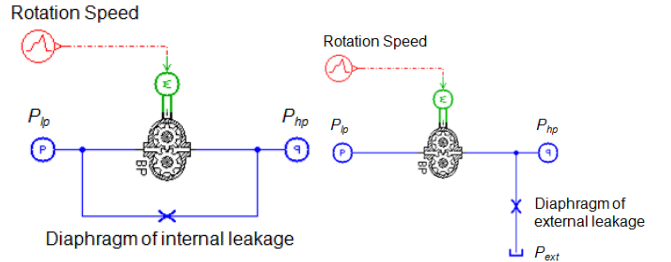 Rotation Speed
m
P_lp
P_hp
P
q
BP
Diaphragm of internal leakage
Rotation Speed
m
P_lp
P_hp
P
q
BP
Diaphragm of
external leakage
P_ext